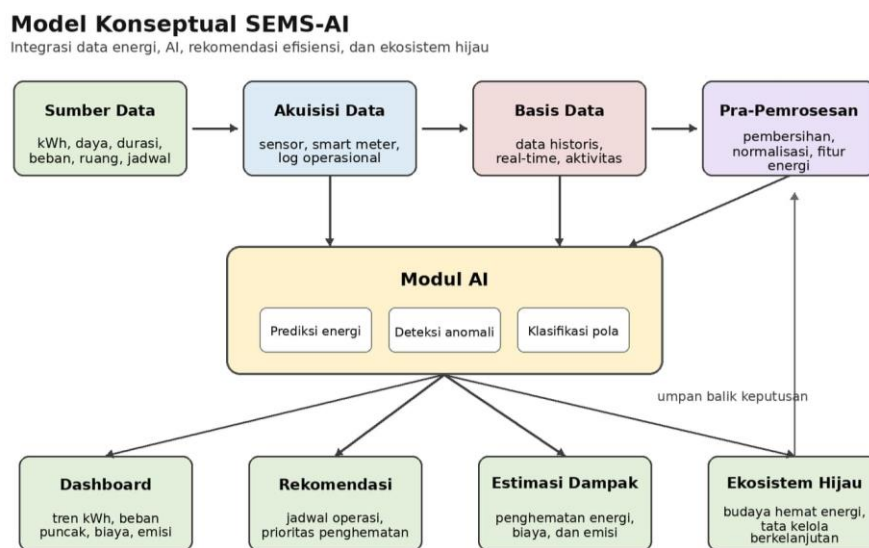 Model Konseptual SEMS-AI
Integrasi data energi, AI, rekomendasi efisiensi, dan ekosistem hijau
Sumber Data
kWh, daya, durasi,
beban, ruang, jadwal
Akuisisi Data
sensor, smart meter,
log operasional
Basis Data
data historis,
real-time, aktivitas
Pra-Pemrosesan
pembersihan,
normalisasi, fitur
energi
Modul AI
Prediksi energi
Deteksi anomali
Klasifikasi pola
umpan balik keputusan
Dashboard
tren kWh, beban
puncak, biaya, emisi
Rekomendasi
jadwal operasi,
prioritas penghematan
Estimasi Dampak
penghematan energi,
biaya, dan emisi
Ekosistem Hijau
budaya hemat energi,
tata kelola
berkelanjutan